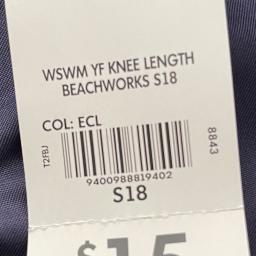 WSWM YF KNEE LENGTH
BEACHWORKS S18
COL: ECL
T2FBJ
8843
9400988819402
S18
$15